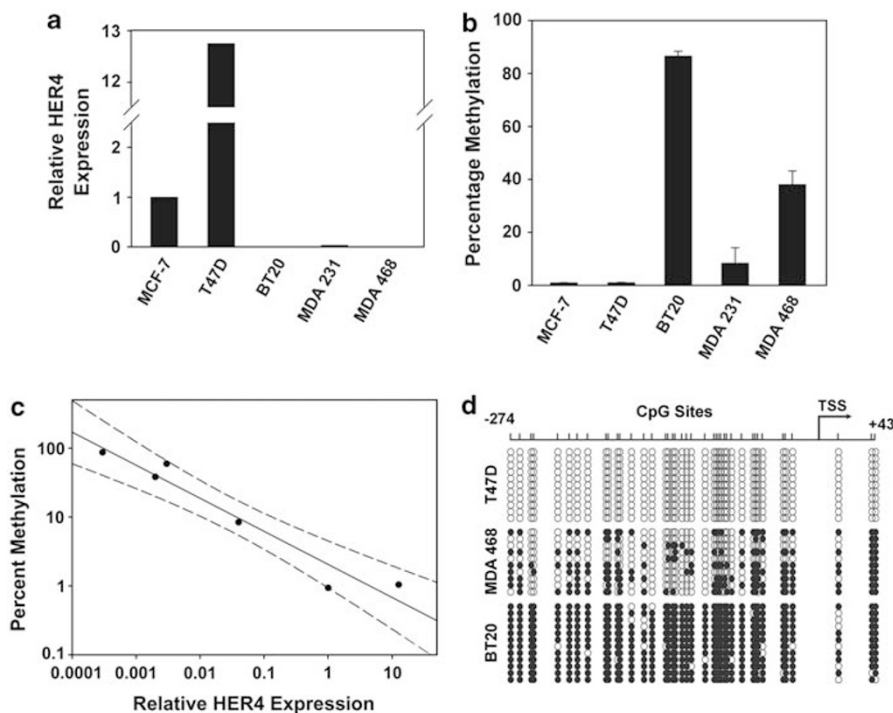 a
Relative HER4
Expression
13
12
2
1
0
MCF-7
T47D
BT20
MDA 231
MDA 468
b
Percentage Methylation
100
80
60
40
20
0
MCF-7
T47D
BT20
MDA 231
MDA 468
c
Percent Methylation
100
10
1
0.1
0.0001
0.001
0.01
0.1
1
10
Relative HER4 Expression
d
-274
CpG Sites
TSS
+43
T47D
MDA 468
BT20